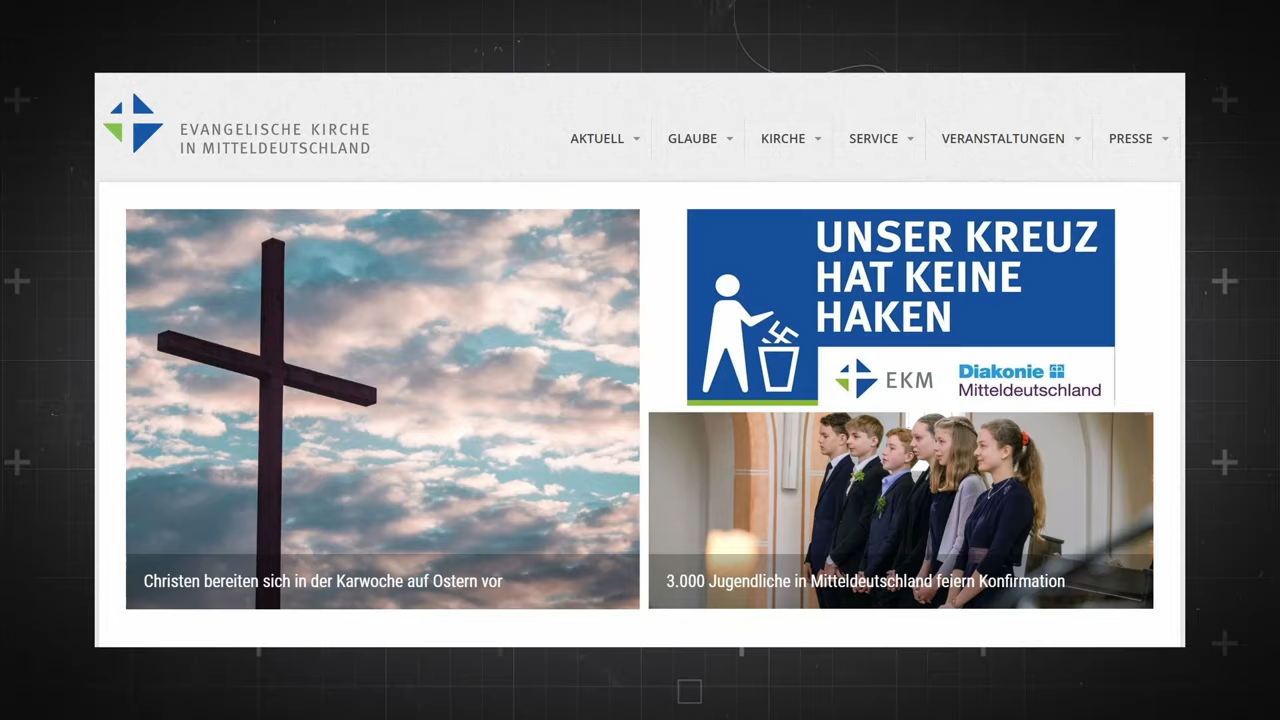 EVANGELISCHE KIRCHE
IN MITTELDEUTSCHLAND
AKTUELL
GLAUBE
KIRCHE
SERVICE
VERANSTALTUNGEN
PRESSE
UNSER KREUZ
HAT KEINE
HAKEN
EKM
Diakonie
Mitteldeutschland
Christen bereiten sich in der Karwoche auf Ostern vor
3.000 Jugendliche in Mitteldeutschland feiern Konfirmation